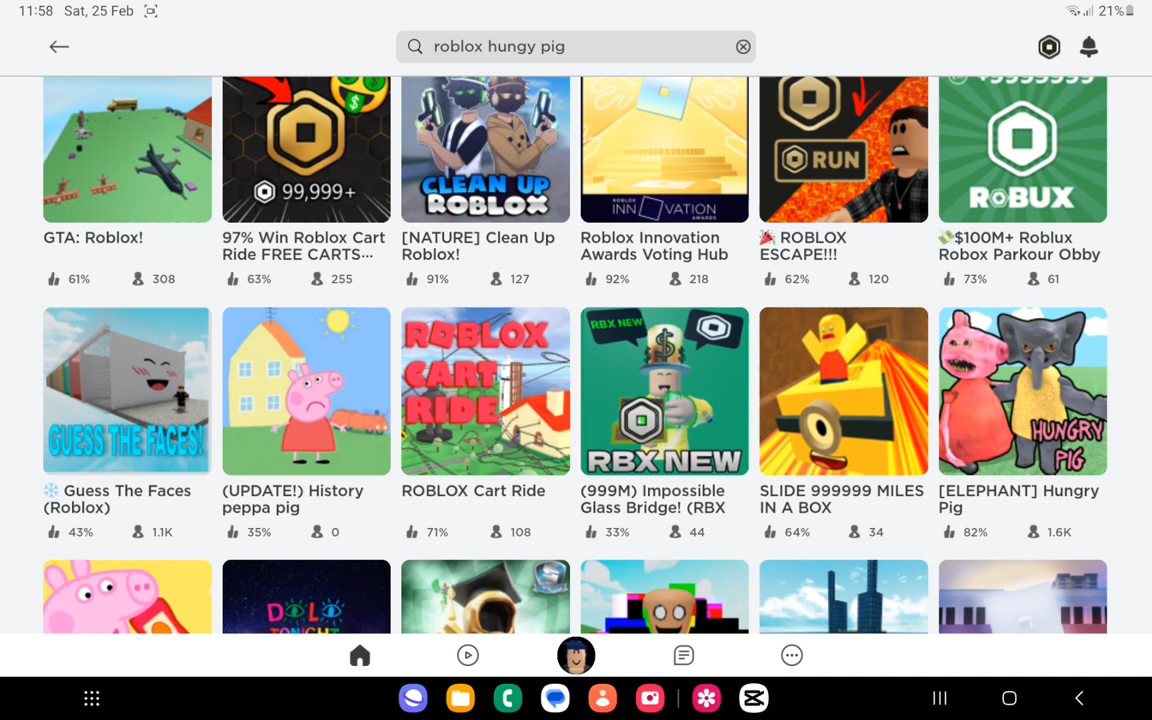 11:58 Sat, 25 Feb
21%
roblox hungy pig
99,999+
CLEAN UP
ROBLOX
ROBLOX
INNOVATION
AWARDS
RUN
ROBUX
GTA: Roblox!
97% Win Roblox Cart
Ride FREE CARTS...
[NATURE] Clean Up
Roblox!
Roblox Innovation
Awards Voting Hub
🎉 ROBLOX
ESCAPE!!!
💸$100M+ Roblux
Robox Parkour Obby
61% 308
63% 255
91% 127
92% 218
62% 120
73% 61
GUESS THE FACES!
ROBLOX
CART
RIDE
RBX NEW
RBX NEW
HUNGRY
PIG
❄️ Guess The Faces
(Roblox)
(UPDATE!) History
peppa pig
ROBLOX Cart Ride
(999M) Impossible
Glass Bridge! (RBX
SLIDE 999999 MILES
IN A BOX
[ELEPHANT] Hungry
Pig
43% 1.1K
35% 0
71% 108
33% 44
64% 34
82% 1.6K